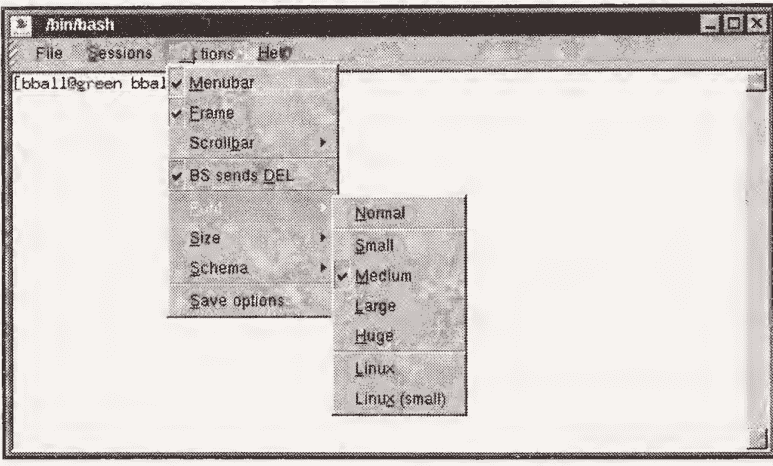 /bin/bash
File Sessions Help
[bball@green bbal
Menubar
Frame
Scrollbar
BS sends DEL
Size
Schema
Save options
Normal
Small
Medium
Large
Huge
Linux
Linux (small)